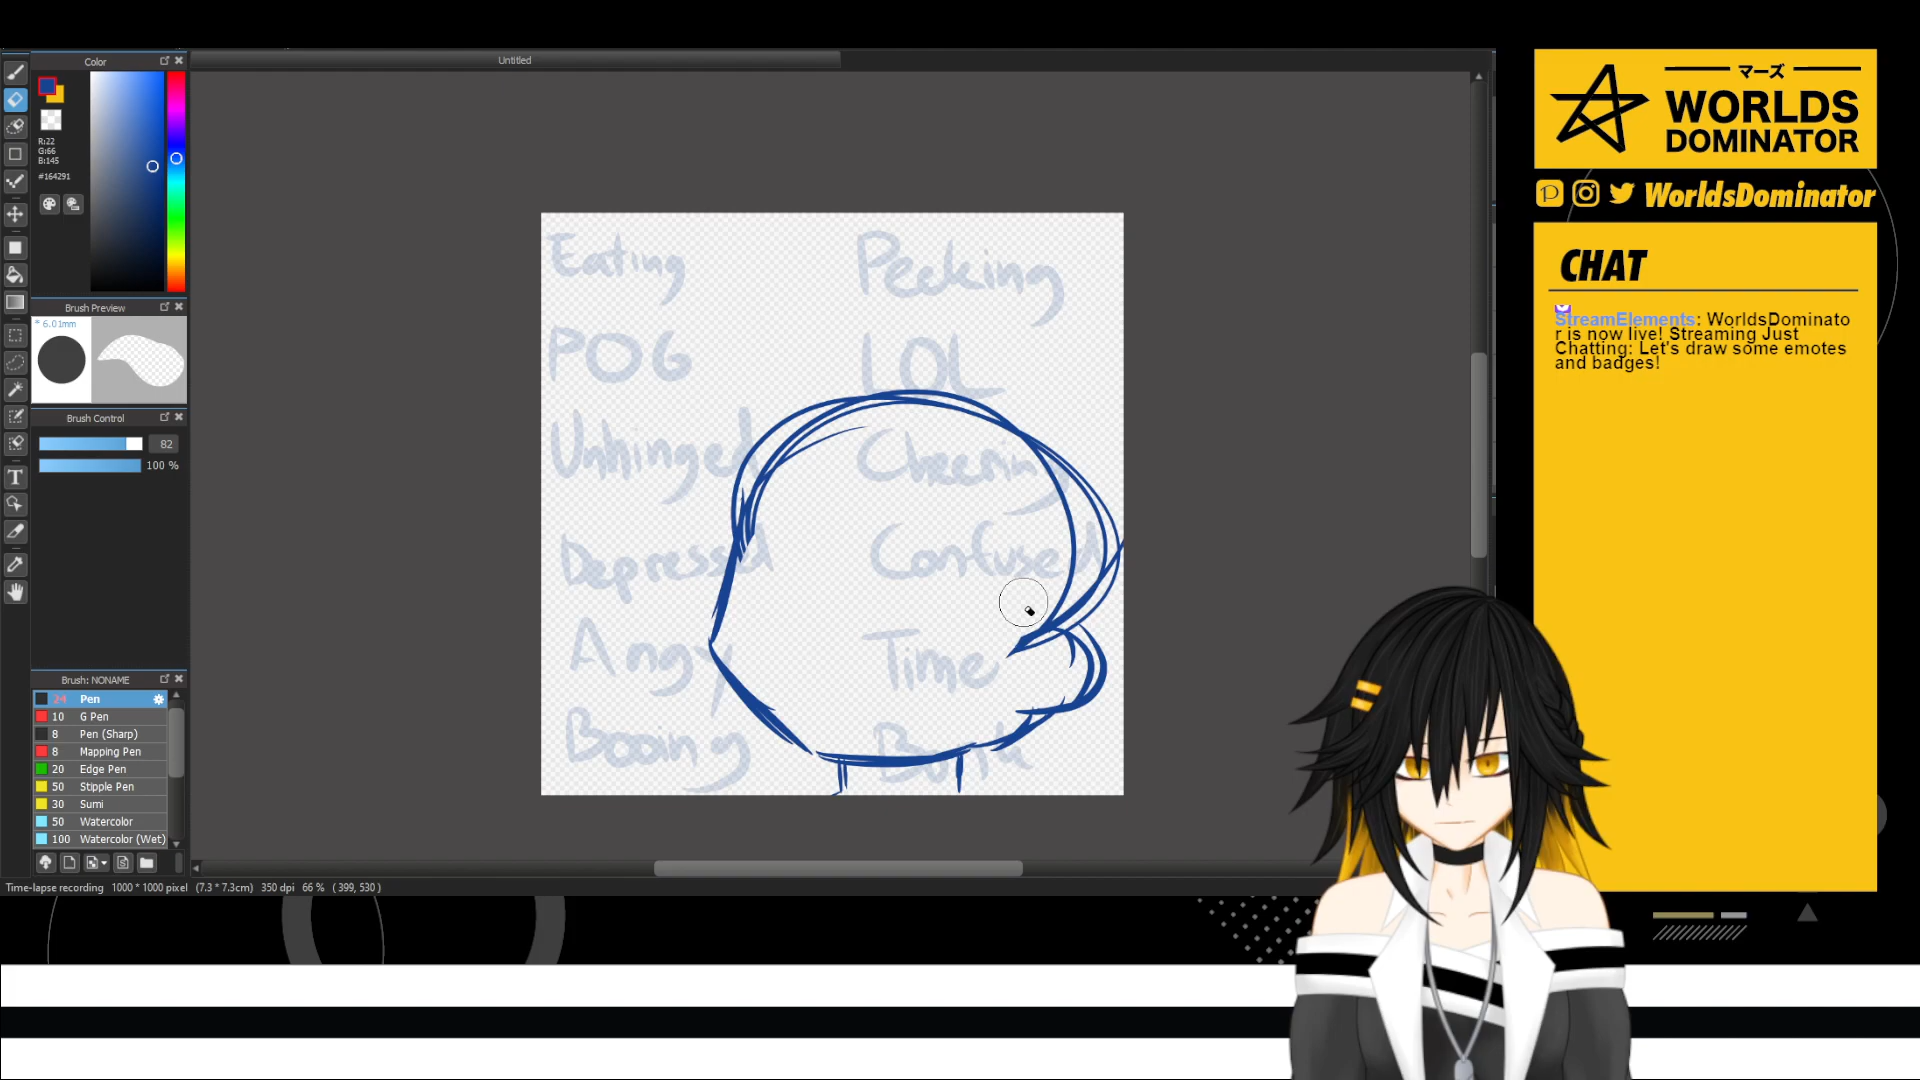 Color
Untitled
R:22
G:66
B:145
#164291
Brush Preview
* 6.01mm
Brush Control
82
100 %
Brush: NONAME
24 Pen
10 G Pen
8 Pen (Sharp)
8 Mapping Pen
20 Edge Pen
50 Stipple Pen
30 Sumi
50 Watercolor
100 Watercolor (Wet)
Time-lapse recording 1000 * 1000 pixel (7.3 * 7.3cm) 350 dpi 66 % ( 399, 530 )
Eating
Peeking
POG
LOL
Unhinged
Cheering
Depressed
Confused
Angy
Time
Booing
Bonk
マーズ
WORLDS
DOMINATOR
WorldsDominator
CHAT
StreamElements: WorldsDominato
r is now live! Streaming Just
Chatting: Let's draw some emotes
and badges!